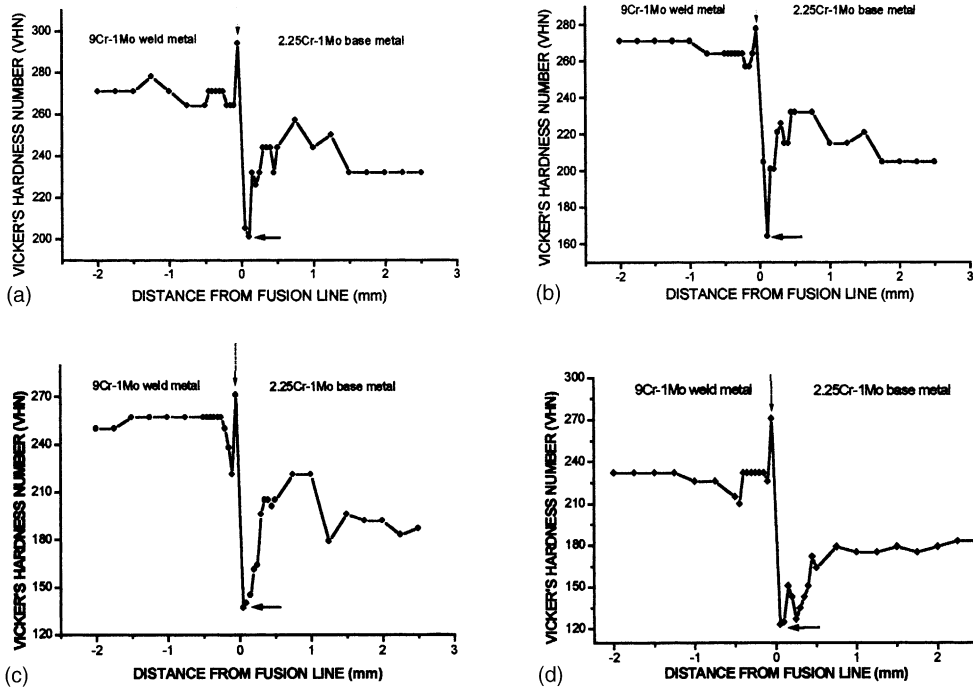 VICKER'S HARDNESS NUMBER (VHN)
9Cr-1Mo weld metal
2.25Cr-1Mo base metal
300
280
260
240
220
200
-2
-1
0
1
2
3
DISTANCE FROM FUSION LINE (mm)
(a)
VICKER'S HARDNESS NUMBER (VHN)
9Cr-1Mo weld metal
2.25Cr-1Mo base metal
280
260
240
220
200
180
160
-2
-1
0
1
2
3
DISTANCE FROM FUSION LINE (mm)
(b)
VICKER'S HARDNESS NUMBER (VHN)
9Cr-1Mo weld metal
2.25Cr-1Mo base metal
270
240
210
180
150
120
-2
-1
0
1
2
3
DISTANCE FROM FUSION LINE (mm)
(c)
VICKER'S HARDNESS NUMBER (VHN)
9Cr-1Mo weld metal
2.25Cr-1Mo base metal
300
270
240
210
180
150
120
-2
-1
0
1
2
DISTANCE FROM FUSION LINE (mm)
(d)